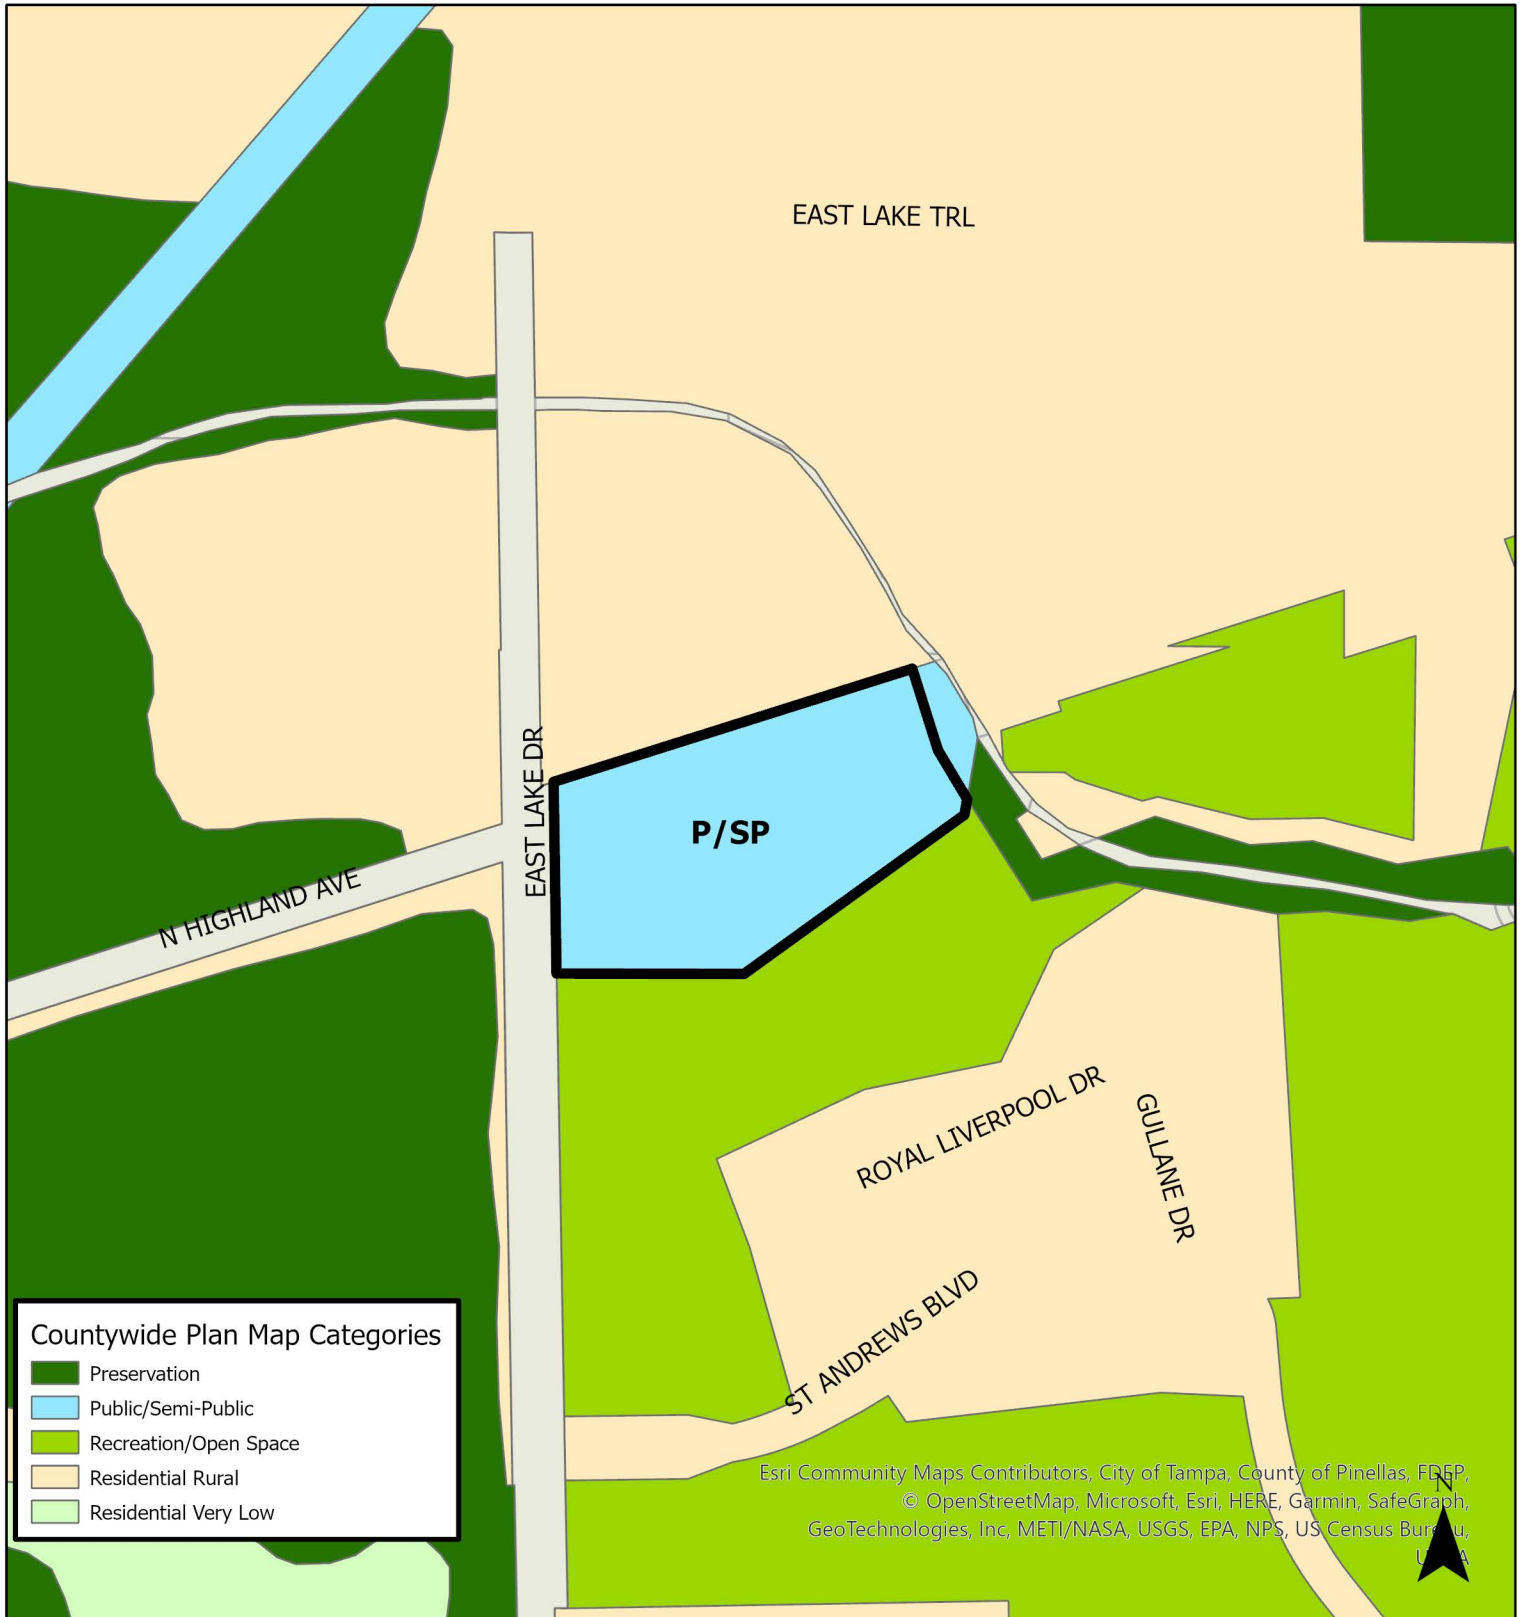 EAST LAKE TRL
EAST LAKE DR
P/SP
N HIGHLAND AVE
ROYAL LIVERPOOL DR
GULLANE DR
ST ANDREWS BLVD
Countywide Plan Map Categories
Preservation
Public/Semi-Public
Recreation/Open Space
Residential Rural
Residential Very Low
Esri Community Maps Contributors, City of Tampa, County of Pinellas, FDEP,
© OpenStreetMap, Microsoft, Esri, HERE, Garmin, SafeGraph,
GeoTechnologies, Inc, METI/NASA, USGS, EPA, NPS, US Census Bureau,
N